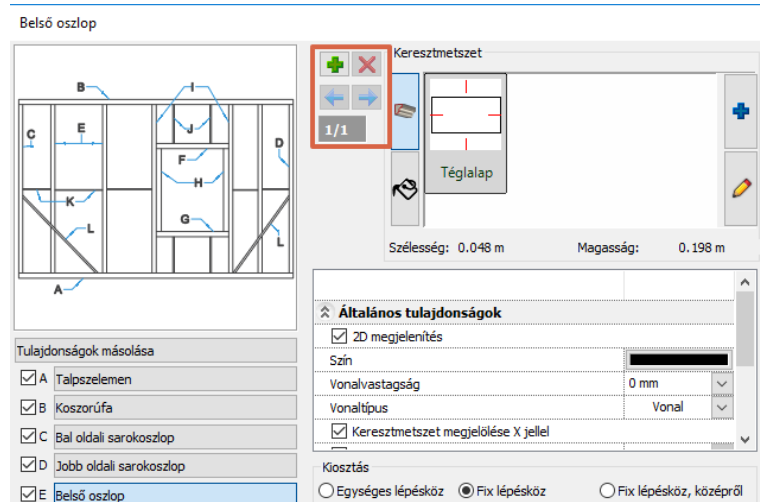 Belső oszlop
B
I
C
E
J
D
F
H
K
G
L
L
A
1/1
Keresztmetszet
Téglalap
Szélesség: 0.048 m Magasság: 0.198 m
Általános tulajdonságok
2D megjelenítés
Szín
Vonalvastagság 0 mm
Vonaltípus Vonal
Keresztmetszet megjelölése X jellel
Tulajdonságok másolása
A Talpszelemen
B Koszorúfa
C Bal oldali sarokoszlop
D Jobb oldali sarokoszlop
E Belső oszlop
Kiosztás
Egységes lépésköz Fix lépésköz Fix lépésköz, középről